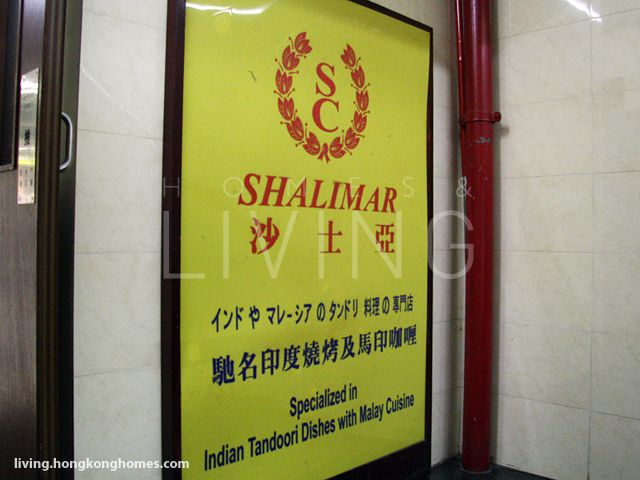 S
C
SHALIMAR
沙士亞
インドや マレーシアのタンドリ 料理の専門店
馳名印度燒烤及馬印咖喱
Specialized in
Indian Tandoori Dishes with Malay Cuisine
HOMES &
LIVING
living.hongkonghomes.com